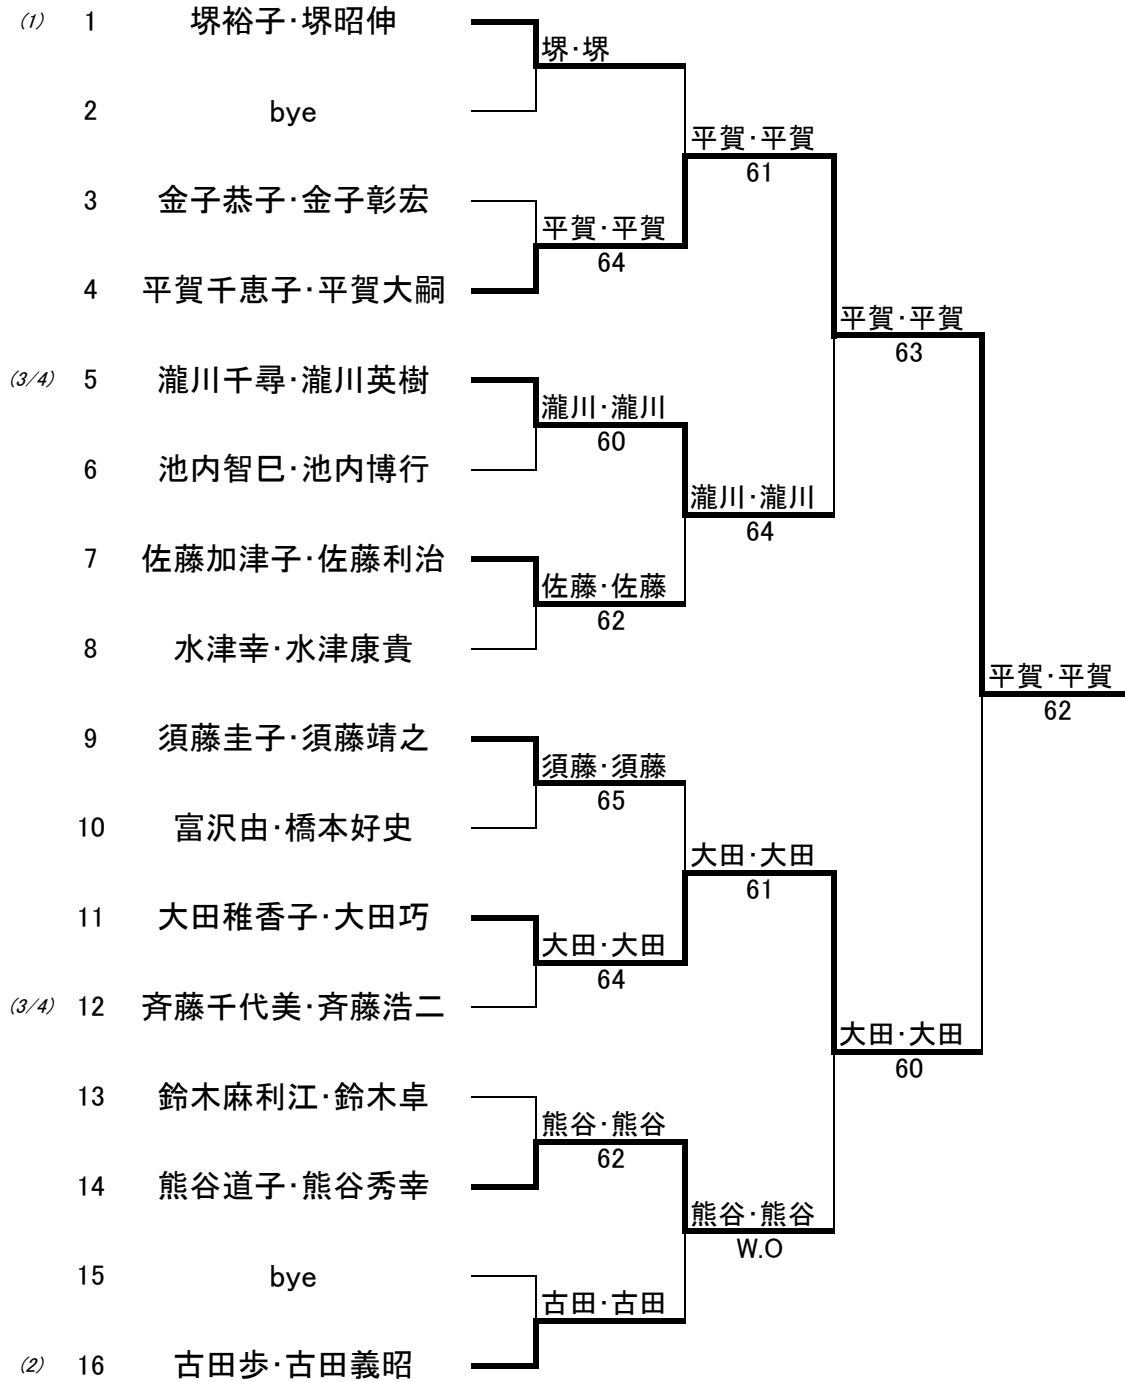 (1) 1 堺裕子・堺昭伸
堺・堺
2 bye
平賀・平賀
61
3 金子恭子・金子彰宏
平賀・平賀
64
4 平賀千恵子・平賀大嗣
平賀・平賀
63
(3/4) 5 瀧川千尋・瀧川英樹
瀧川・瀧川
60
6 池内智巳・池内博行
瀧川・瀧川
64
7 佐藤加津子・佐藤利治
佐藤・佐藤
62
8 水津幸・水津康貴
平賀・平賀
62
9 須藤圭子・須藤靖之
須藤・須藤
65
10 富沢由・橋本好史
大田・大田
61
11 大田稚香子・大田巧
大田・大田
64
(3/4) 12 斉藤千代美・斉藤浩二
大田・大田
60
13 鈴木麻利江・鈴木卓
熊谷・熊谷
62
14 熊谷道子・熊谷秀幸
熊谷・熊谷
W.O
15 bye
古田・古田
(2) 16 古田歩・古田義昭